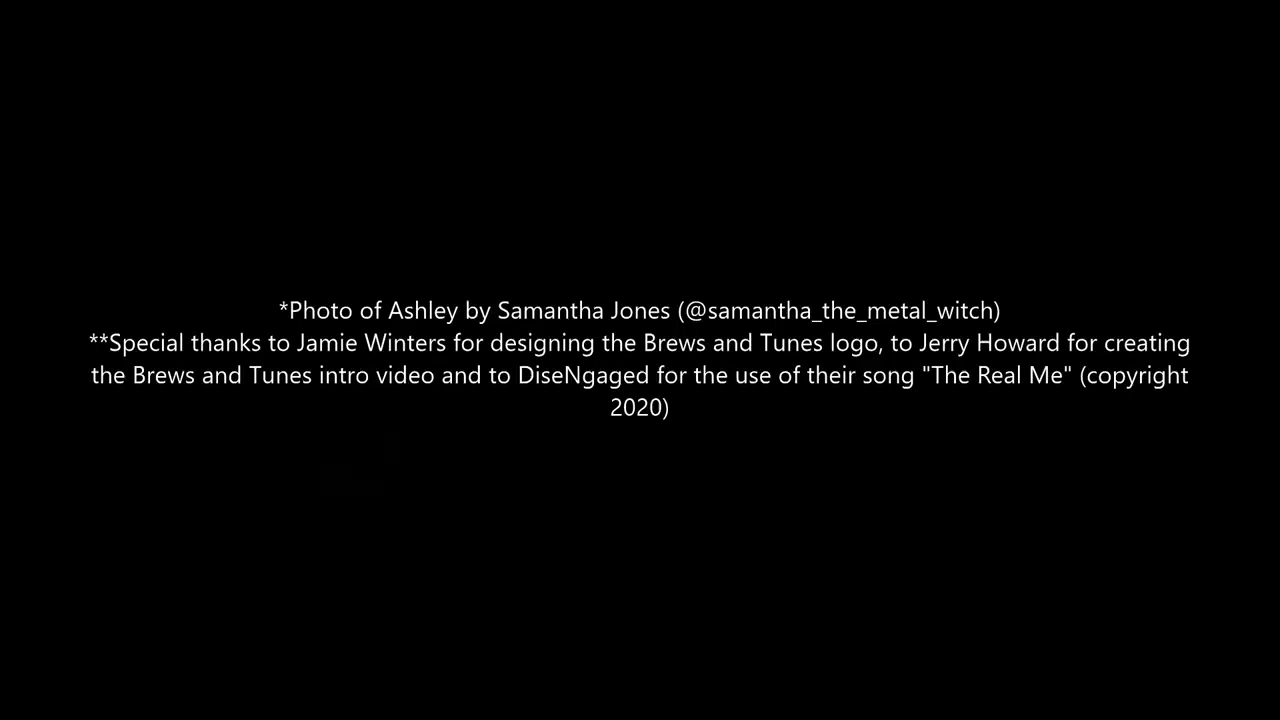 *Photo of Ashley by Samantha Jones (@samantha_the_metal_witch)
**Special thanks to Jamie Winters for designing the Brews and Tunes logo, to Jerry Howard for creating
the Brews and Tunes intro video and to DiseNgaged for the use of their song "The Real Me" (copyright
2020)